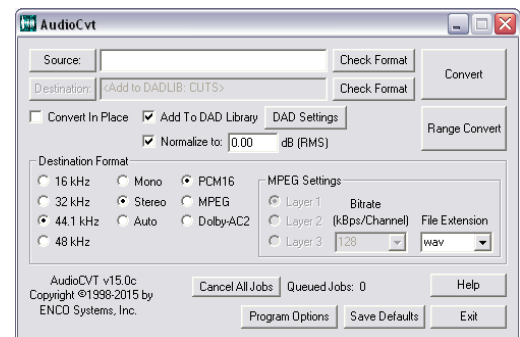 AudioCvt
Source: Check Format Convert
Destination: <Add to DADLIB: CUTS> Check Format
Convert In Place Add To DAD Library DAD Settings Range Convert
Normalize to: 0.00 dB (RMS)
Destination Format
16 kHz Mono PCM16 MPEG Settings
32 kHz Stereo MPEG Layer 1 Bitrate
44.1 kHz Auto Dolby-AC2 Layer 2 (kBps/Channel) File Extension
48 kHz Layer 3 128 wav
AudioCVT v15.0c Cancel All Jobs Queued Jobs: 0 Help
Copyright ©1998-2015 by
ENCO Systems, Inc. Program Options Save Defaults Exit